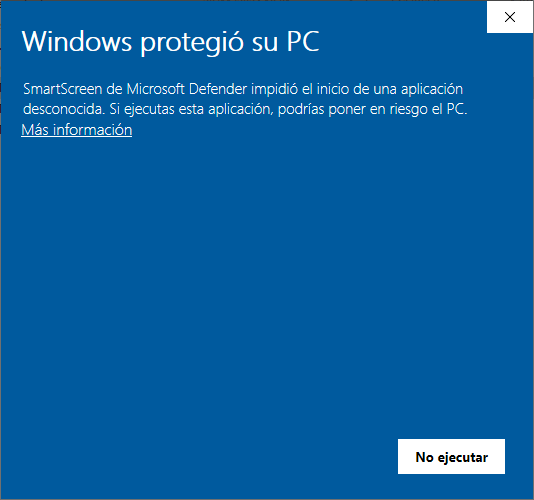 Windows protegió su PC
SmartScreen de Microsoft Defender impidió el inicio de una aplicación
desconocida. Si ejecutas esta aplicación, podrías poner en riesgo el PC.
Más información
No ejecutar